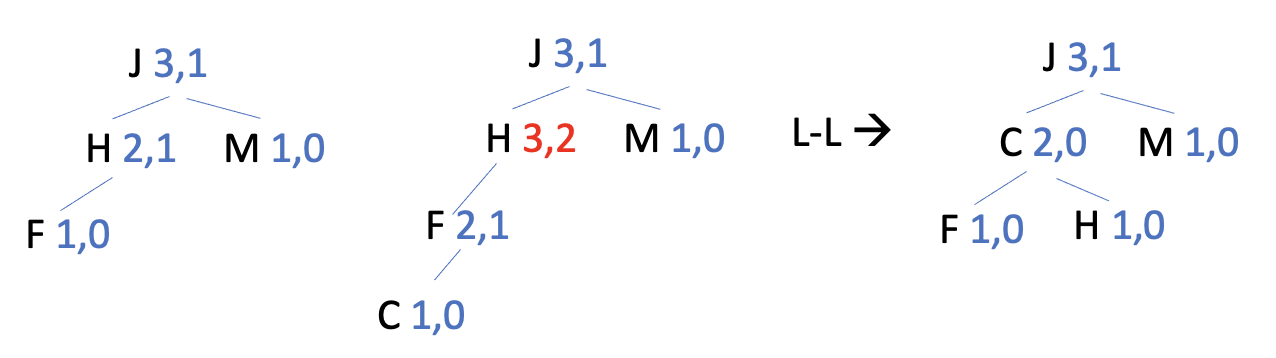 J 3,1
H 2,1 M 1,0
F 1,0
J 3,1
H 3,2 M 1,0
F 2,1
C 1,0
L-L →
J 3,1
C 2,0 M 1,0
F 1,0 H 1,0